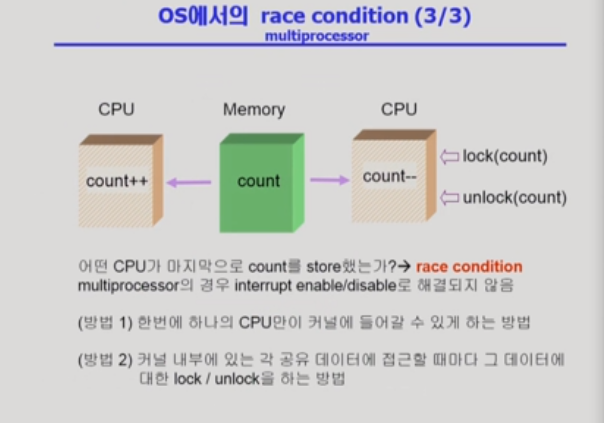 OS에서의 race condition (3/3)
multiprocessor
CPU
Memory
CPU
count++
count
count--
lock(count)
unlock(count)
어떤 CPU가 마지막으로 count를 store했는가?→ race condition
multiprocessor의 경우 interrupt enable/disable로 해결되지 않음
(방법 1) 한번에 하나의 CPU만이 커널에 들어갈 수 있게 하는 방법
(방법 2) 커널 내부에 있는 각 공유 데이터에 접근할 때마다 그 데이터에
대한 lock / unlock을 하는 방법